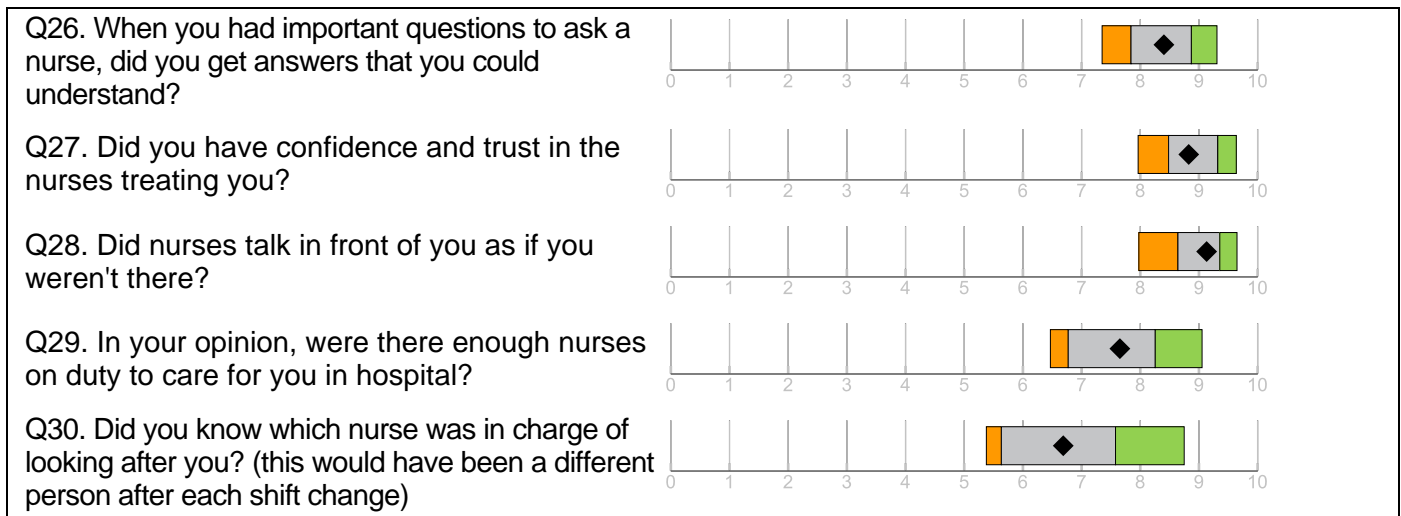 Q26. When you had important questions to ask a
nurse, did you get answers that you could
understand?
0 1 2 3 4 5 6 7 8 9 10
Q27. Did you have confidence and trust in the
nurses treating you?
0 1 2 3 4 5 6 7 8 9 10
Q28. Did nurses talk in front of you as if you
weren't there?
0 1 2 3 4 5 6 7 8 9 10
Q29. In your opinion, were there enough nurses
on duty to care for you in hospital?
0 1 2 3 4 5 6 7 8 9 10
Q30. Did you know which nurse was in charge of
looking after you? (this would have been a different
person after each shift change)
0 1 2 3 4 5 6 7 8 9 10